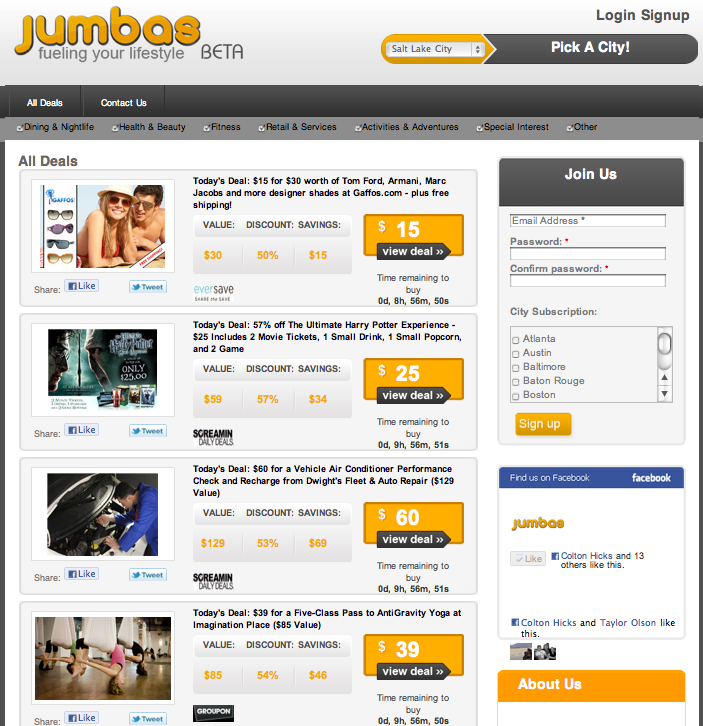 jumbas
fueling your lifestyle BETA
Login Signup
Salt Lake City
Pick A City!
All Deals
Contact Us
Dining & Nightlife
Health & Beauty
Fitness
Retail & Services
Activities & Adventures
Special Interest
Other
All Deals
GAFFOS
FREE SHIPPING!
Today's Deal: $15 for $30 worth of Tom Ford, Armani, Marc
Jacobs and more designer shades at Gaffos.com - plus free
shipping!
VALUE: DISCOUNT: SAVINGS:
$30 50% $15
$ 15
view deal »
Time remaining to
buy
0d, 8h, 56m, 50s
Share: Like Tweet
eversave
SHARE the SAVE
Harry Potter
ONLY
$25.00
Today's Deal: 57% off The Ultimate Harry Potter Experience -
$25 Includes 2 Movie Tickets, 1 Small Drink, 1 Small Popcorn,
and 2 Game
VALUE: DISCOUNT: SAVINGS:
$59 57% $34
$ 25
view deal »
Time remaining to
buy
0d, 9h, 56m, 51s
Share: Like Tweet
SCREAMIN
DAILY DEALS
Today's Deal: $60 for a Vehicle Air Conditioner Performance
Check and Recharge from Dwight's Fleet & Auto Repair ($129
Value)
VALUE: DISCOUNT: SAVINGS:
$129 53% $69
$ 60
view deal »
Time remaining to
buy
0d, 9h, 56m, 51s
Share: Like Tweet
SCREAMIN
DAILY DEALS
Today's Deal: $39 for a Five-Class Pass to AntiGravity Yoga at
Imagination Place ($85 Value)
VALUE: DISCOUNT: SAVINGS:
$85 54% $46
$ 39
view deal »
Time remaining to
buy
0d, 9h, 56m, 50s
Share: Like Tweet
GROUPON
Join Us
Email Address *
Password: *
Confirm password: *
City Subscription:
Atlanta
Austin
Baltimore
Baton Rouge
Boston
Sign up
Find us on Facebook
facebook
jumbas
Like
Colton Hicks and 13
others like this.
Colton Hicks and Taylor Olson like
this.
About Us